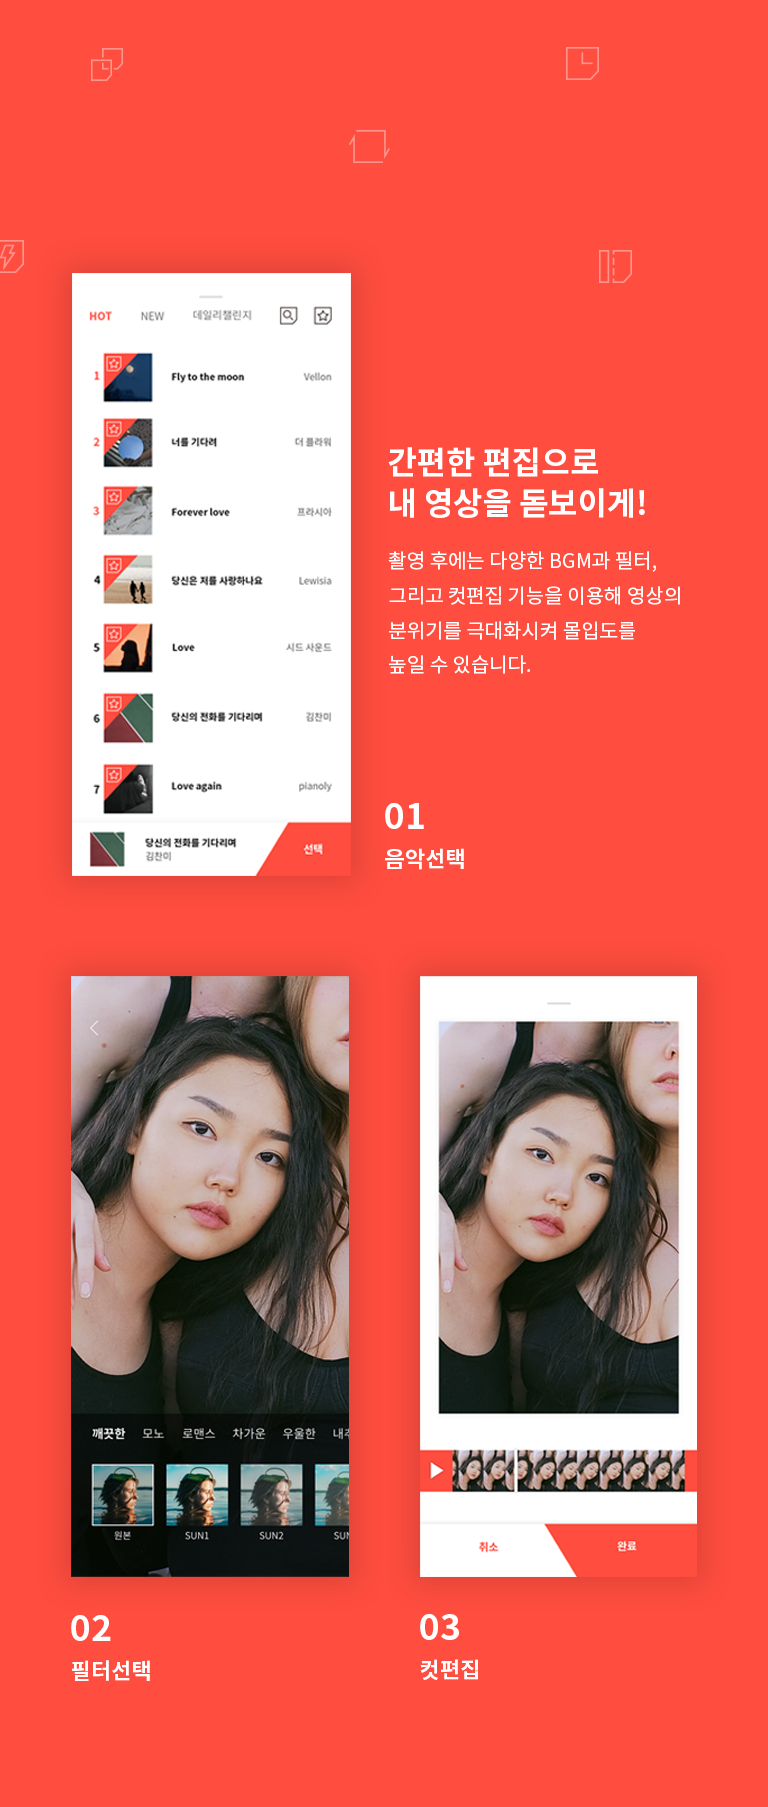 HOT NEW 데일리챌린지
1 Fly to the moon Vellon
2 너를 기다려 더 플라워
3 Forever love 프라시아
4 당신은 저를 사랑하나요 Lewisia
5 Love 시드 사운드
6 당신의 전화를 기다리며 김찬미
7 Love again pianoly
당신의 전화를 기다리며
김찬미
선택
간편한 편집으로
내 영상을 돋보이게!
촬영 후에는 다양한 BGM과 필터,
그리고 컷편집 기능을 이용해 영상의
분위기를 극대화시켜 몰입도를
높일 수 있습니다.
01
음악선택
깨끗한 모노 로맨스 차가운 우울한 내추
원본 SUN1 SUN2 SUN
02
필터선택
취소 완료
03
컷편집